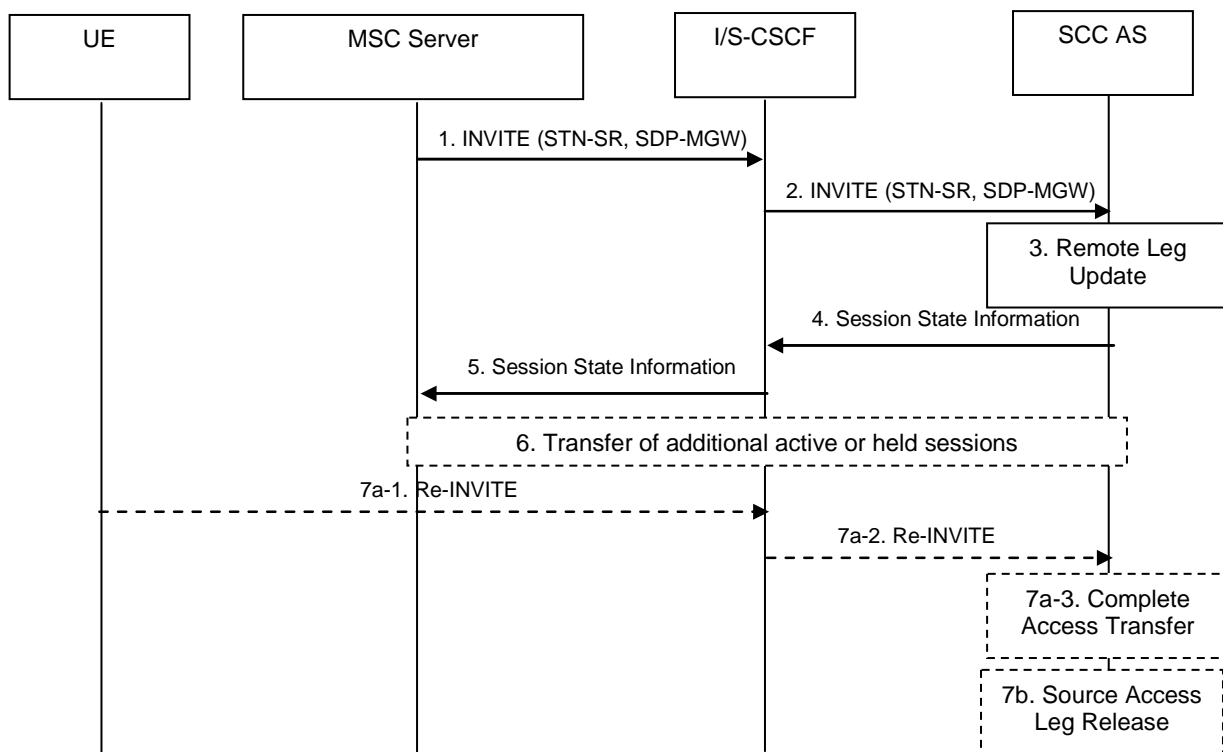 UE
MSC Server
I/S-CSCF
SCC AS
1. INVITE (STN-SR, SDP-MGW)
2. INVITE (STN-SR, SDP-MGW)
3. Remote Leg
Update
4. Session State Information
5. Session State Information
6. Transfer of additional active or held sessions
7a-1. Re-INVITE
7a-2. Re-INVITE
7a-3. Complete
Access Transfer
7b. Source Access
Leg Release